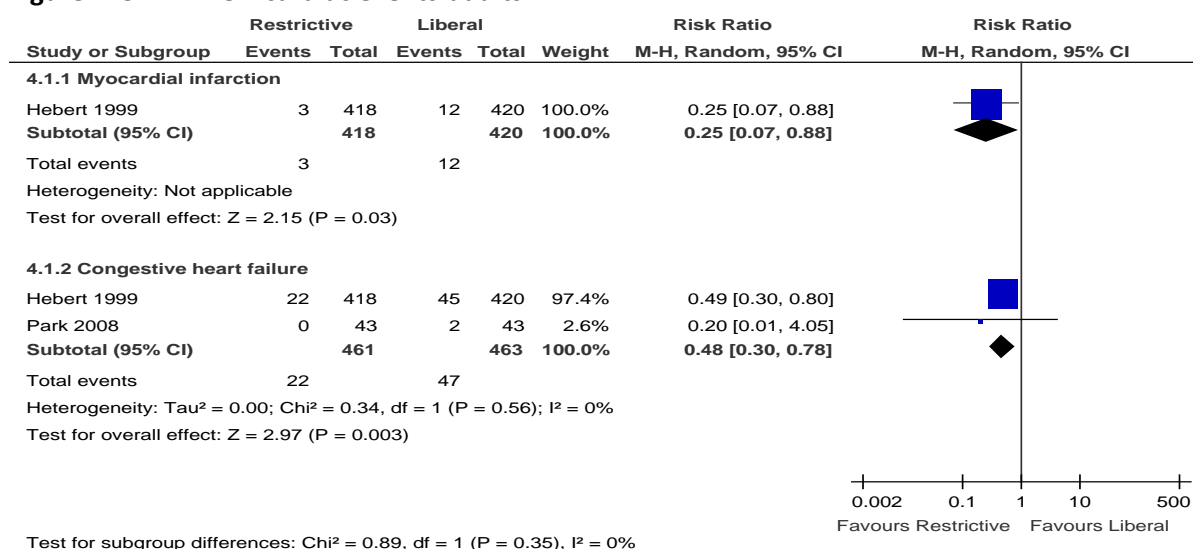 Restrictive Liberal Risk Ratio Risk Ratio
Study or Subgroup Events Total Events Total Weight M-H, Random, 95% CI M-H, Random, 95% CI
4.1.1 Myocardial infarction
Hebert 1999 3 418 12 420 100.0% 0.25 [0.07, 0.88]
Subtotal (95% CI) 418 420 100.0% 0.25 [0.07, 0.88]
Total events 3 12
Heterogeneity: Not applicable
Test for overall effect: Z = 2.15 (P = 0.03)
4.1.2 Congestive heart failure
Hebert 1999 22 418 45 420 97.4% 0.49 [0.30, 0.80]
Park 2008 0 43 2 43 2.6% 0.20 [0.01, 4.05]
Subtotal (95% CI) 461 463 100.0% 0.48 [0.30, 0.78]
Total events 22 47
Heterogeneity: Tau² = 0.00; Chi² = 0.34, df = 1 (P = 0.56); I² = 0%
Test for overall effect: Z = 2.97 (P = 0.003)
0.002 0.1 1 10 500
Favours Restrictive Favours Liberal
Test for subgroup differences: Chi² = 0.89, df = 1 (P = 0.35), I² = 0%